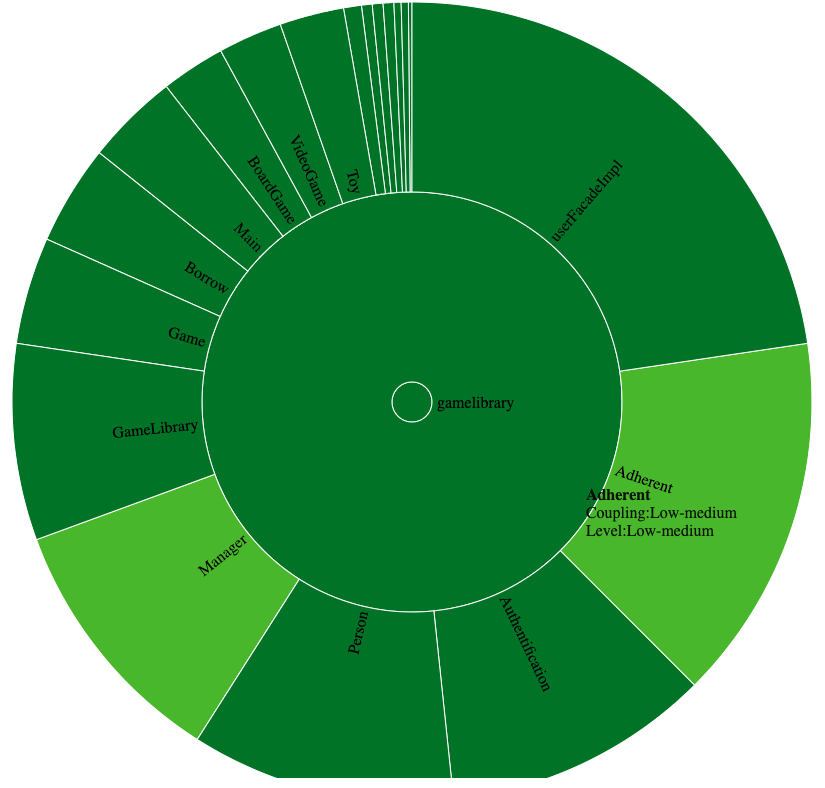 userFacadeImpl
Adherent
Adherent
Coupling:Low-medium
Level:Low-medium
Authentification
Person
Manager
GameLibrary
Game
Borrow
Main
BoardGame
VideoGame
Toy
gamelibrary